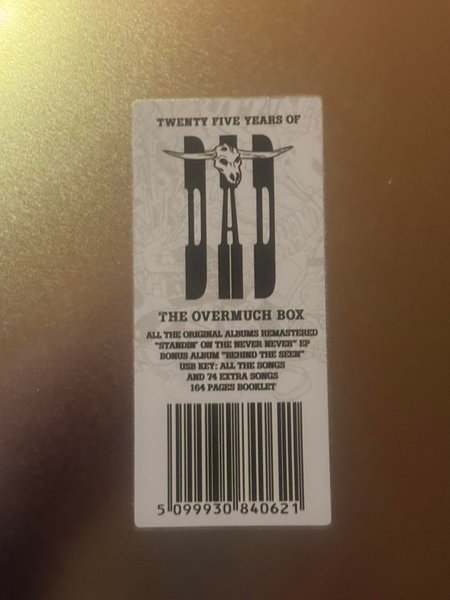 TWENTY FIVE YEARS OF
DAD
THE OVERMUCH BOX
ALL THE ORIGINAL ALBUMS REMASTERED
"STANDIN' ON THE NEVER NEVER" EP
BONUS ALBUM "BEHIND THE SEEN"
USB KEY: ALL THE SONGS
AND 74 EXTRA SONGS
164 PAGES BOOKLET
5 099930 840621